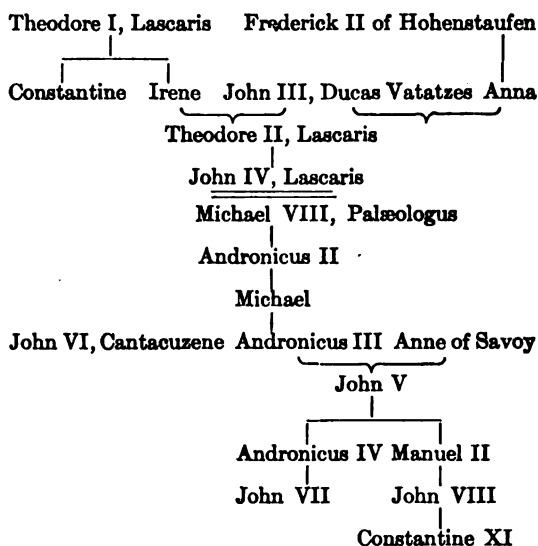 Theodore I, Lascaris Frederick II of Hohenstaufen
Constantine Irene John III, Ducas Vatatzes Anna
Theodore II, Lascaris
John IV, Lascaris
Michael VIII, Palæologus
Andronicus II
Michael
John VI, Cantacuzene Andronicus III Anne of Savoy
John V
Andronicus IV Manuel II
John VII John VIII
Constantine XI